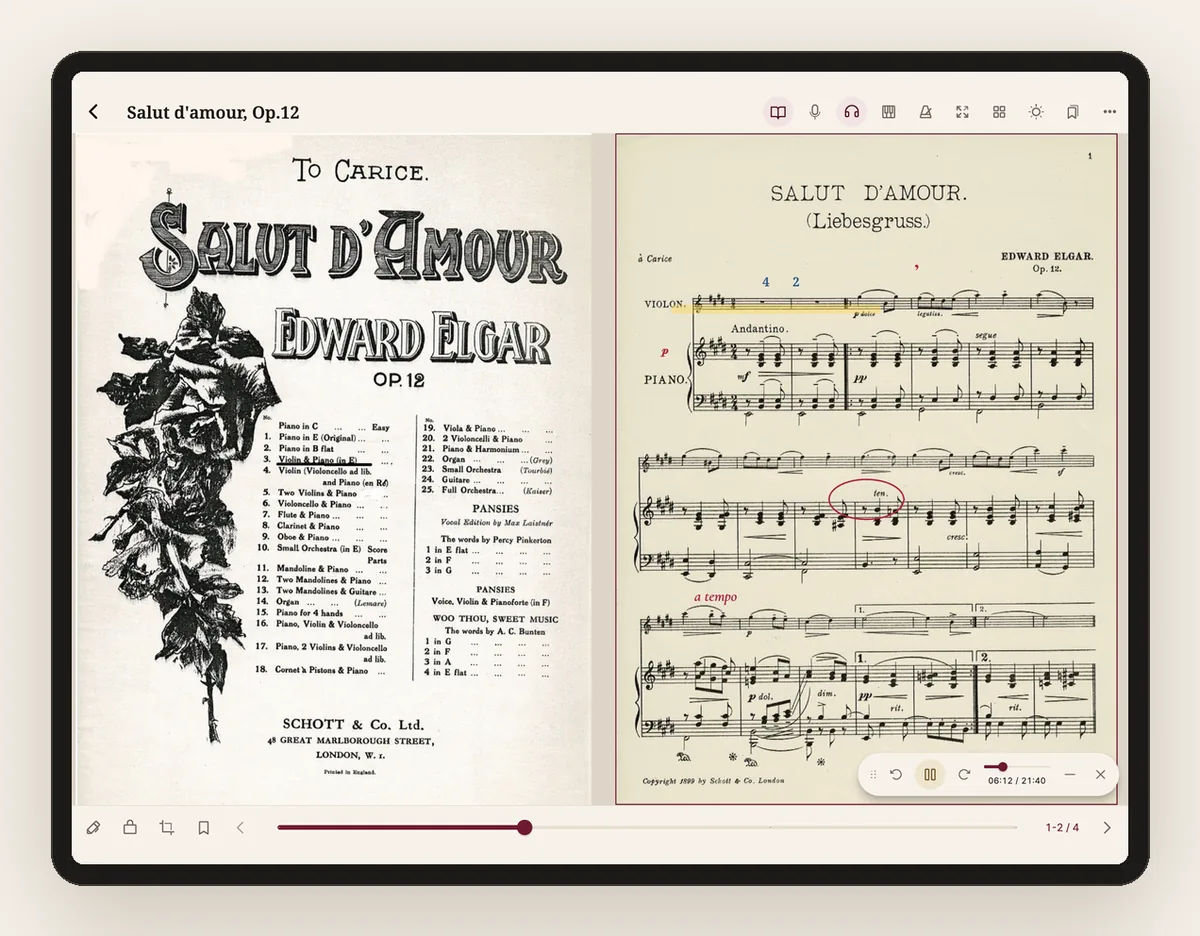 Salut d'amour, Op.12
To Carice.
Salut d'Amour
Edward Elgar
OP. 12
No.
Piano in C ... ... Easy
1. Piano in E (Original) ... ...
2. Piano in B flat ... ...
3. Violin & Piano (in E) ... .
4. Violin (Violoncello ad lib.
and Piano (en Ré)
5. Two Violins & Piano
6. Violoncello & Piano ...
7. Flute & Piano ... ...
8. Clarinet & Piano ...
9. Oboe & Piano ... ...
10. Small Orchestra (in E) Score
Parts
11. Mandoline & Piano ... ...
12. Two Mandolines & Piano ...
13. Two Mandolines & Guitare ...
14. Organ ... ... (Lemare)
15. Piano for 4 hands ... ...
16. Piano, Violin & Violoncello
ad lib.
17. Piano, 2 Violins & Violoncello
ad lib.
18. Cornet à Pistons & Piano ...
No.
19. Viola & Piano ... ... ...
20. 2 Violoncelli & Piano ...
21. Piano & Harmonium ... ...
22. Organ ... ... (Grey)
23. Small Orchestra (Tourbié)
24. Guitare ... ... ... ...
25. Full Orchestra ... (Kaiser)
PANSIES
Vocal Edition by Max Laistnér
The words by Percy Pinkerton
1 in E flat ... ... ... ...
2 in F ... ... ... ...
3 in G ... ... ... ...
PANSIES
Voice, Violin & Pianoforte (in F)
WOO THOU, SWEET MUSIC
The words by A. C. Bunten
1 in G ... ... ... ...
2 in F ... ... ... ...
3 in A ... ... ... ...
4 in E flat ... ... ... ...
SCHOTT & Co. Ltd.
48 GREAT MARLBOROUGH STREET,
LONDON, W. 1.
Printed in England.
1
SALUT D'AMOUR.
(Liebesgruss.)
à Carice
EDWARD ELGAR.
Op. 12.
4 2
VIOLON.
p dolce legatiss.
Andantino.
segue
p
PIANO.
mf pp
cresc. sf
ten.
cresc.
a tempo
1. 2.
p
1. 2.
p dol. dim. pp rit. rit.
Copyright 1899 by Schott & Co. London
06:12 / 21:40
1-2 / 4